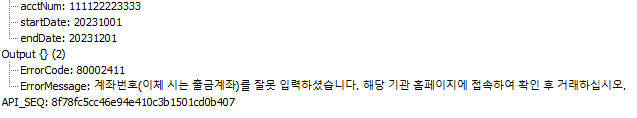 acctNum: 111122223333
startDate: 20231001
endDate: 20231201
Output {} (2)
ErrorCode: 80002411
ErrorMessage: 계좌번호(이체 시는 출금계좌)를 잘못 입력하셨습니다. 해당 기관 홈페이지에 접속하여 확인 후 거래하십시오.
API_SEQ: 8f78fc5cc46e94e410c3b1501cd0b407